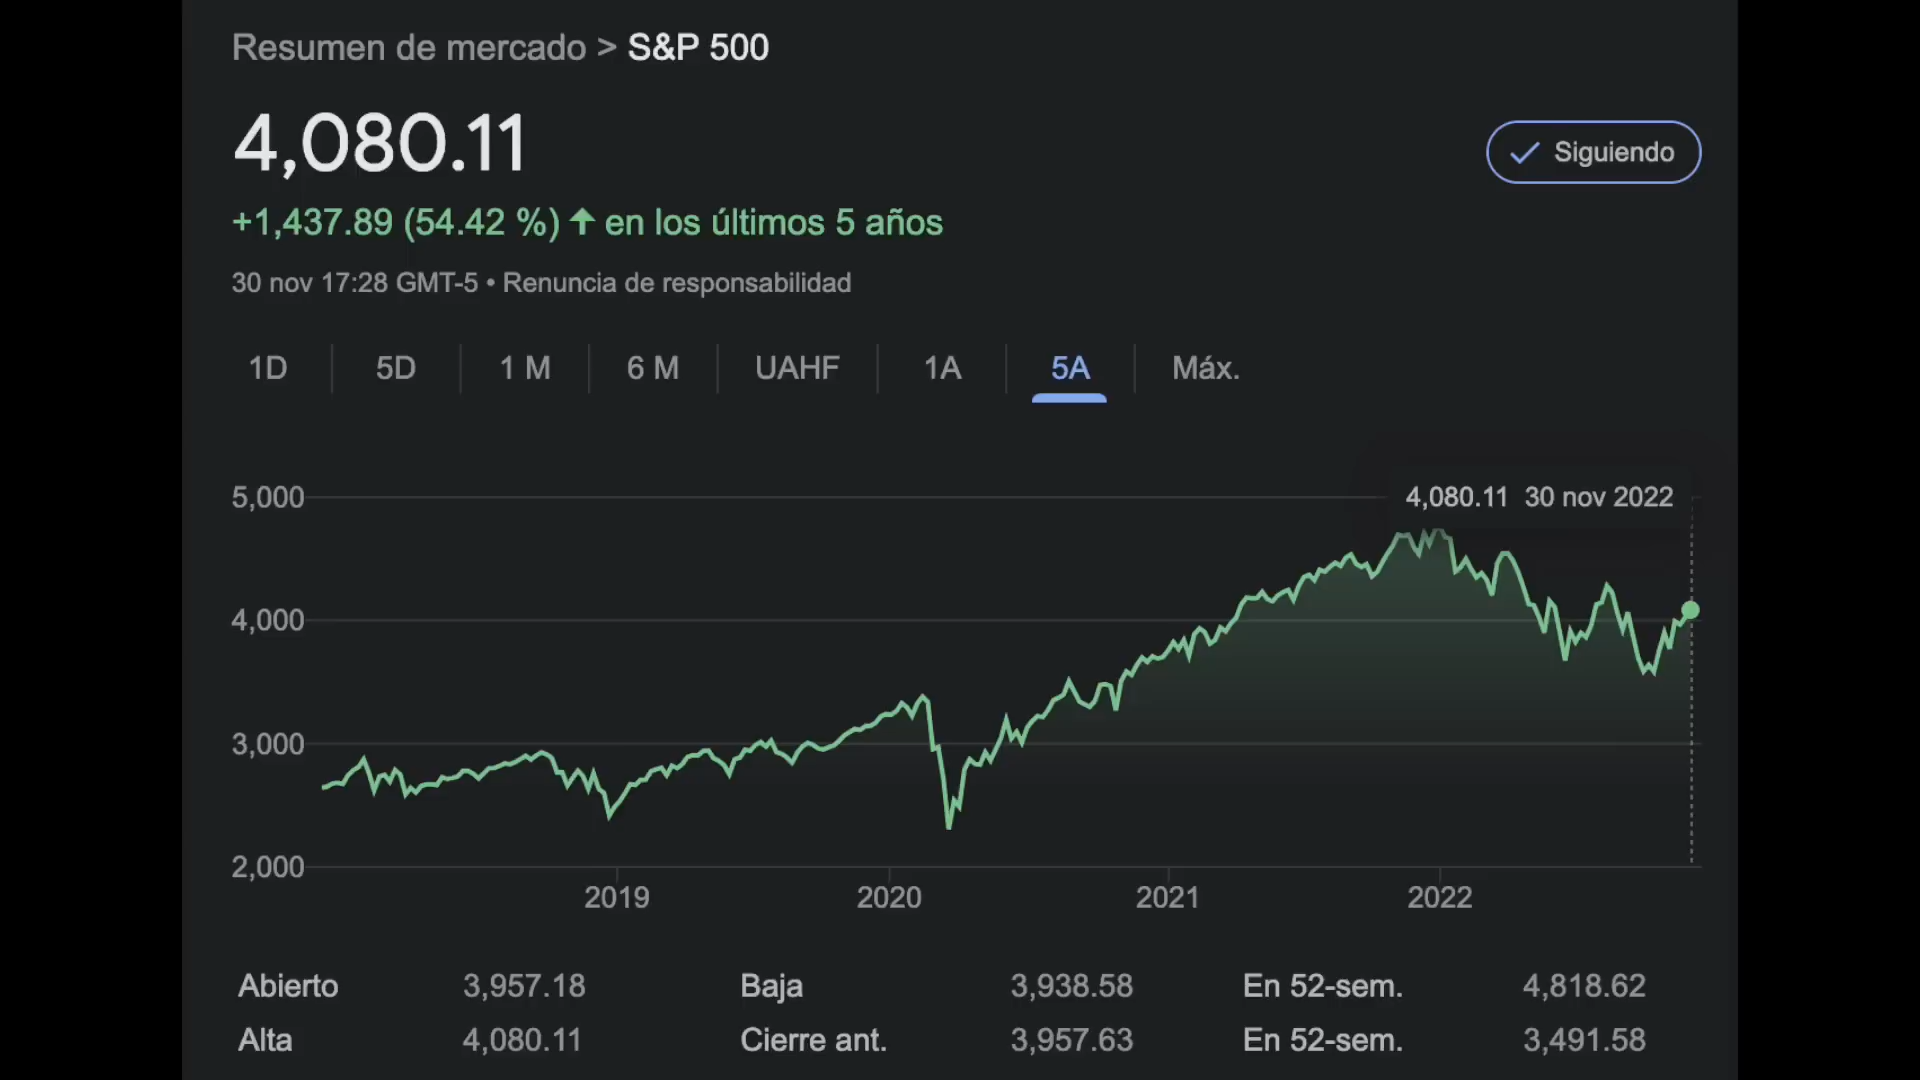 Resumen de mercado > S&P 500
4,080.11
✓ Siguiendo
+1,437.89 (54.42 %) ↑ en los últimos 5 años
30 nov 17:28 GMT-5 • Renuncia de responsabilidad
1D 5D 1 M 6 M UAHF 1A 5A Máx.
4,080.11 30 nov 2022
5,000
4,000
3,000
2,000
2019 2020 2021 2022
Abierto 3,957.18 Baja 3,938.58 En 52-sem. 4,818.62
Alta 4,080.11 Cierre ant. 3,957.63 En 52-sem. 3,491.58